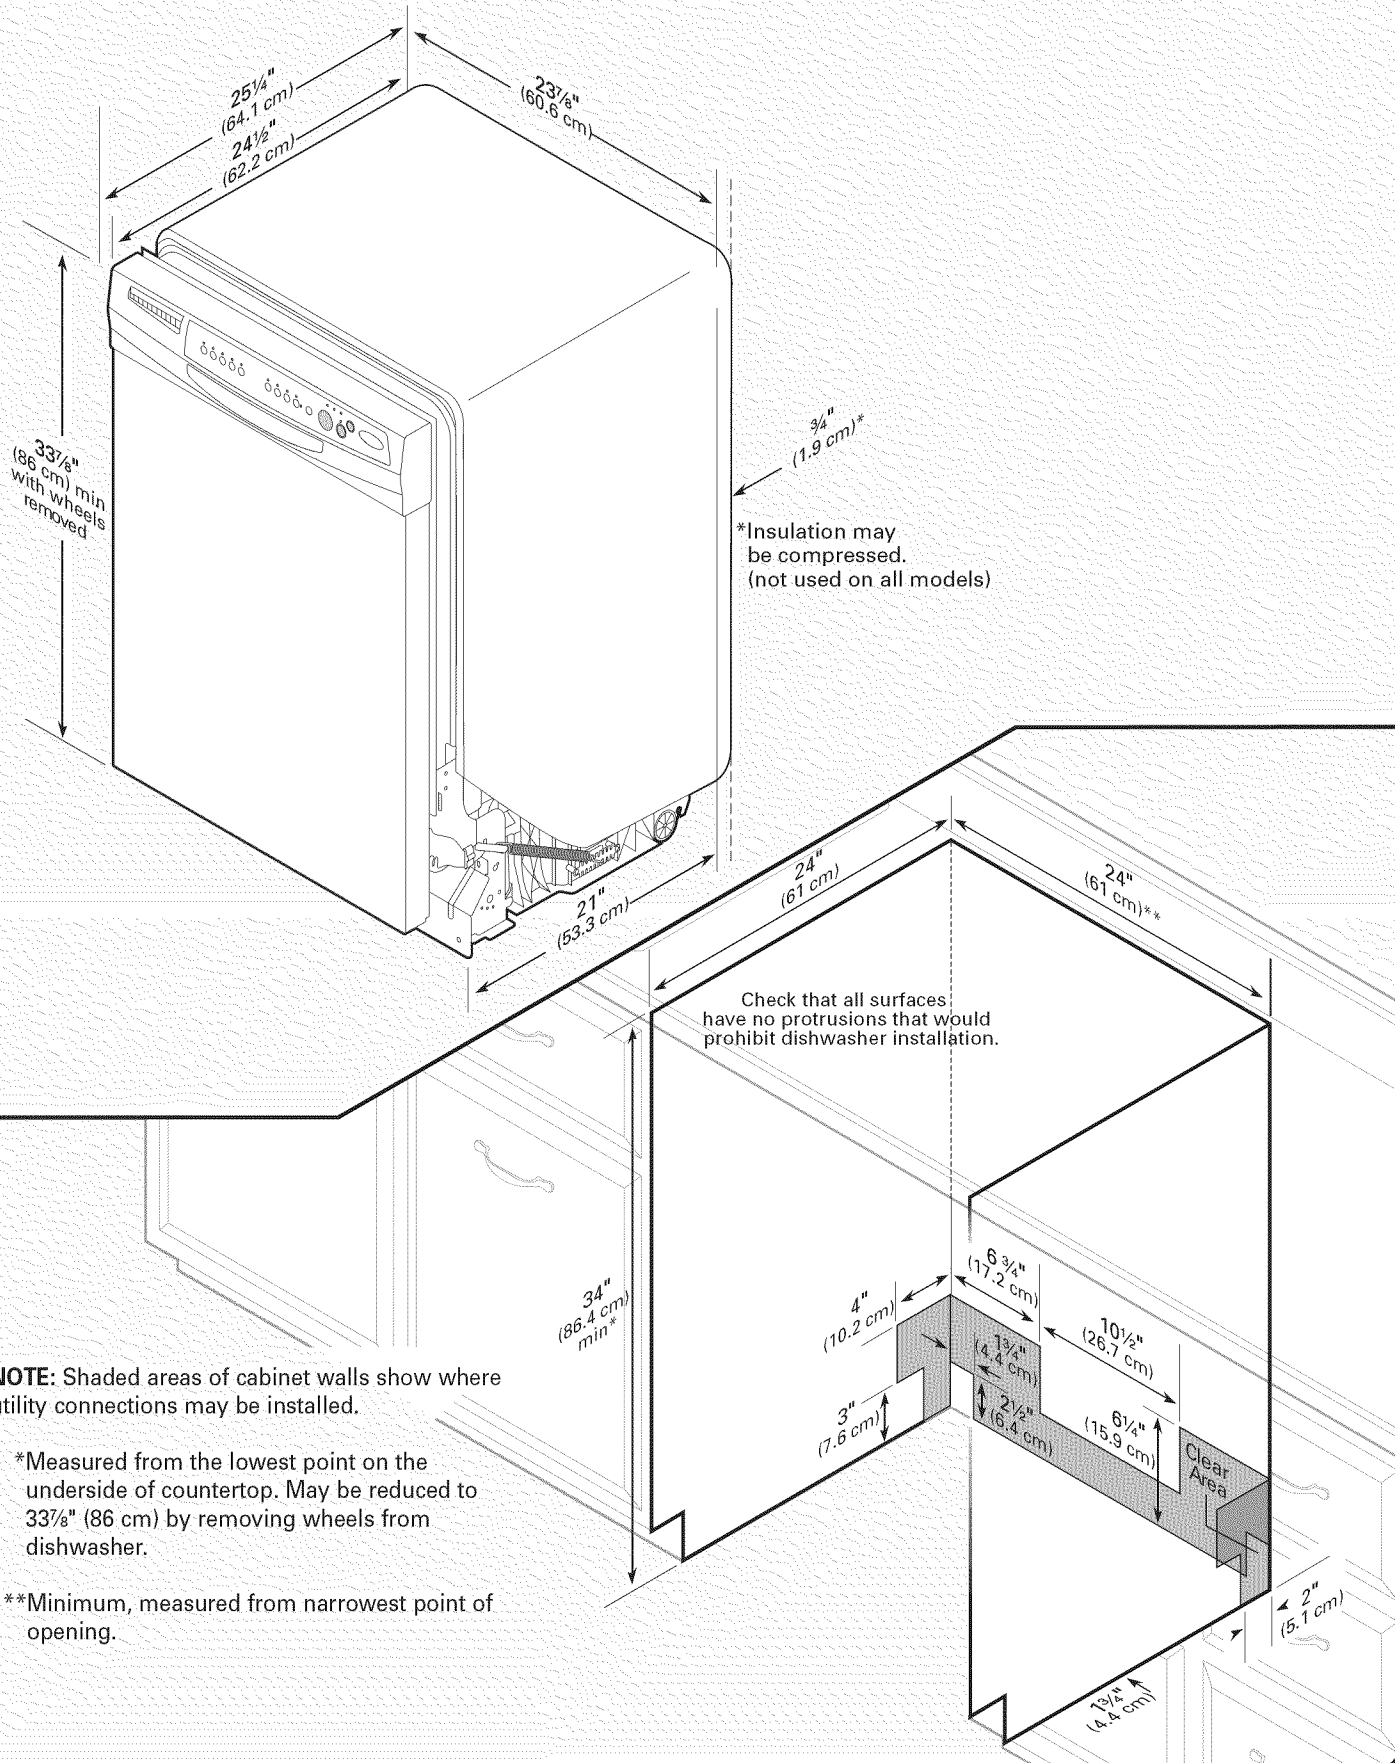 25¼"
(64.1 cm)
24½"
(62.2 cm)
23⅞"
(60.6 cm)
33⅞"
(86 cm) min
with wheels
removed
¾"
(1.9 cm)*
*Insulation may
be compressed.
(not used on all models)
21"
(53.3 cm)
24"
(61 cm)
24"
(61 cm)**
Check that all surfaces
have no protrusions that would
prohibit dishwasher installation.
34"
(86.4 cm)
min*
4"
(10.2 cm)
6 ¾"
(17.2 cm)
1¾"
(4.4 cm)
10½"
(26.7 cm)
3"
(7.6 cm)
2½"
(6.4 cm)
6¼"
(15.9 cm)
Clear
Area
2"
(5.1 cm)
1¾"
(4.4 cm)
NOTE: Shaded areas of cabinet walls show where
utility connections may be installed.
*Measured from the lowest point on the
underside of countertop. May be reduced to
33⅞" (86 cm) by removing wheels from
dishwasher.
**Minimum, measured from narrowest point of
opening.